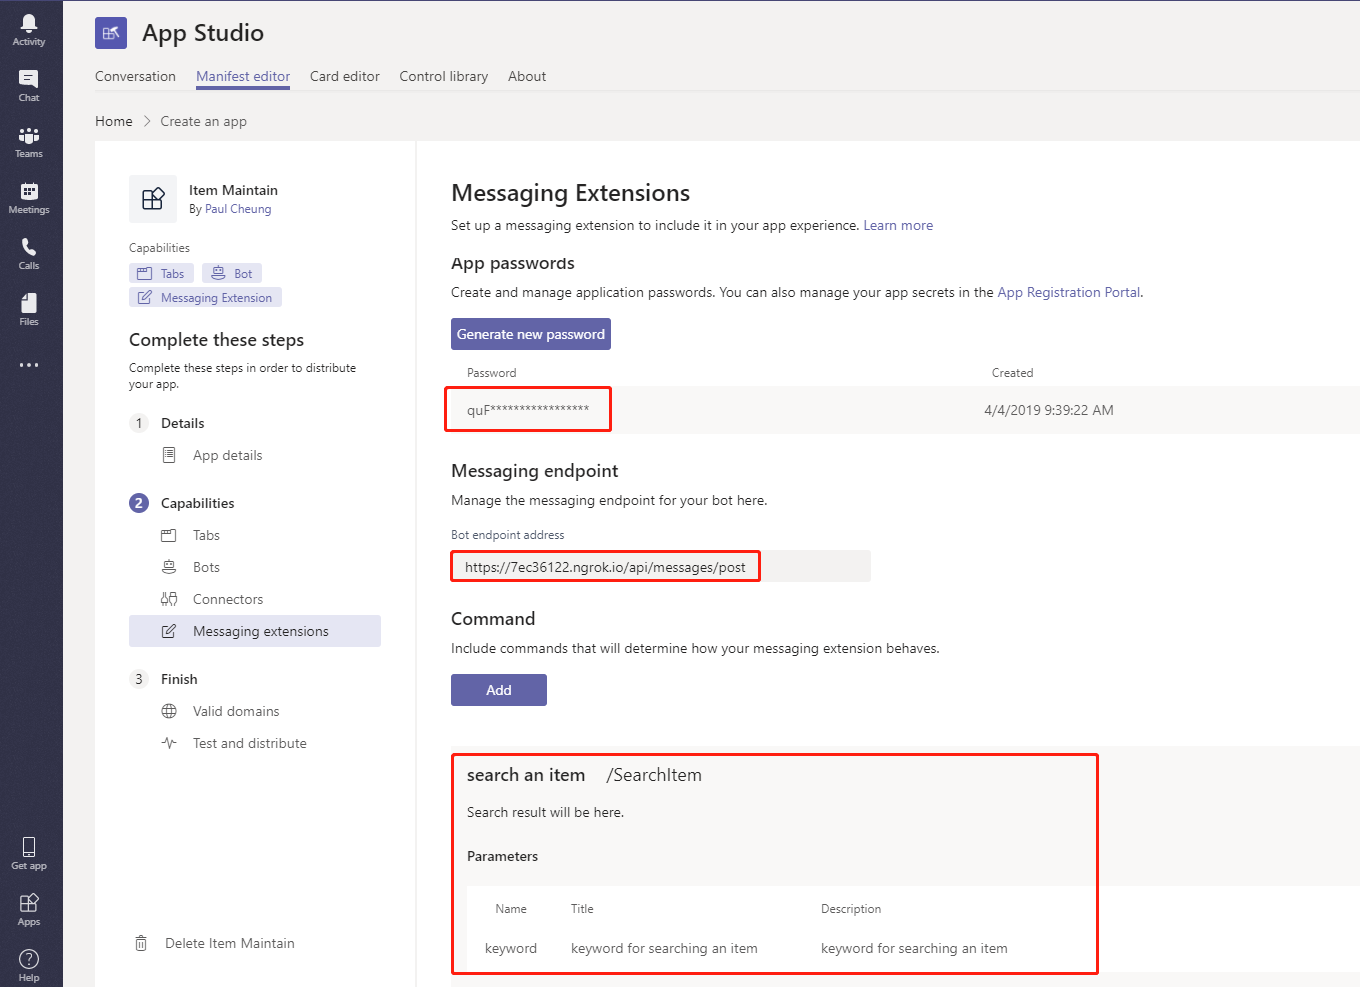 Activity
Chat
Teams
Meetings
Calls
Files
Get app
Apps
Help
App Studio
Conversation Manifest editor Card editor Control library About
Home > Create an app
Item Maintain
By Paul Cheung
Capabilities
Tabs Bot
Messaging Extension
Complete these steps
Complete these steps in order to distribute
your app.
1 Details
App details
2 Capabilities
Tabs
Bots
Connectors
Messaging extensions
3 Finish
Valid domains
Test and distribute
Delete Item Maintain
Messaging Extensions
Set up a messaging extension to include it in your app experience. Learn more
App passwords
Create and manage application passwords. You can also manage your app secrets in the App Registration Portal.
Generate new password
Password Created
quF***************** 4/4/2019 9:39:22 AM
Messaging endpoint
Manage the messaging endpoint for your bot here.
Bot endpoint address
https://7ec36122.ngrok.io/api/messages/post
Command
Include commands that will determine how your messaging extension behaves.
Add
search an item /SearchItem
Search result will be here.
Parameters
Name Title Description
keyword keyword for searching an item keyword for searching an item